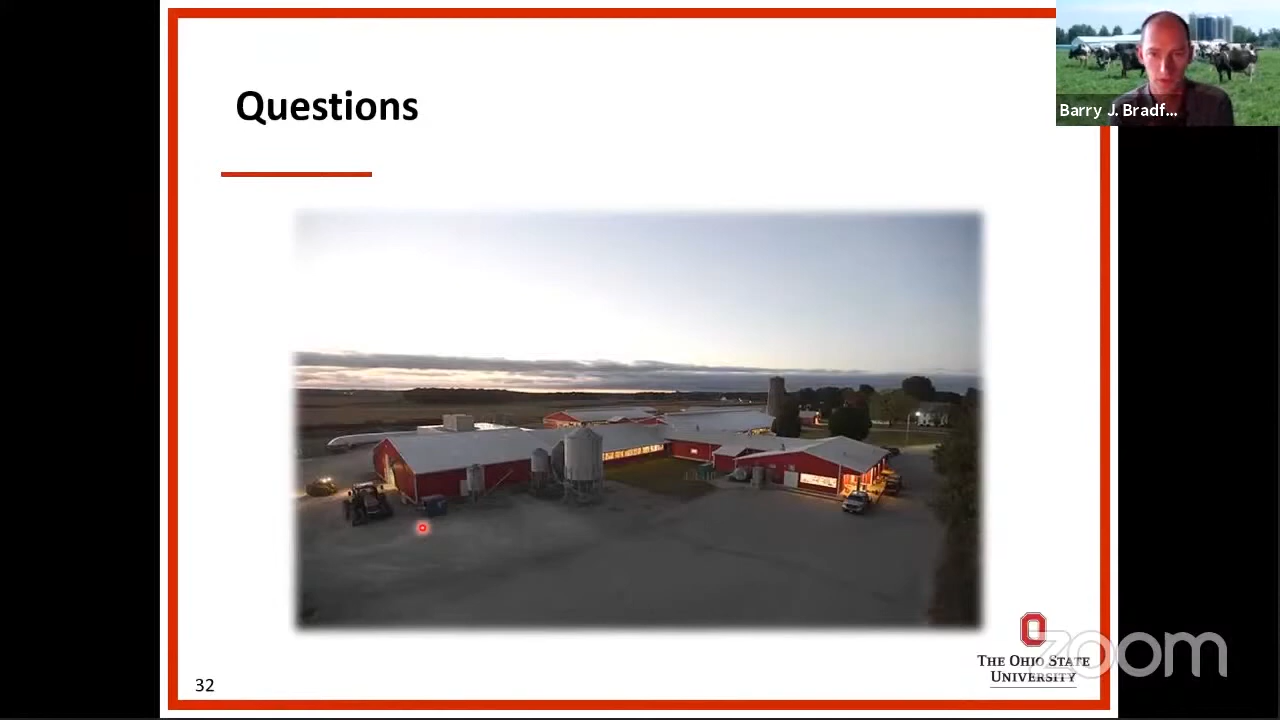 Questions
Barry J. Bradf...
THE OHIO STATE
UNIVERSITY
zoom
32